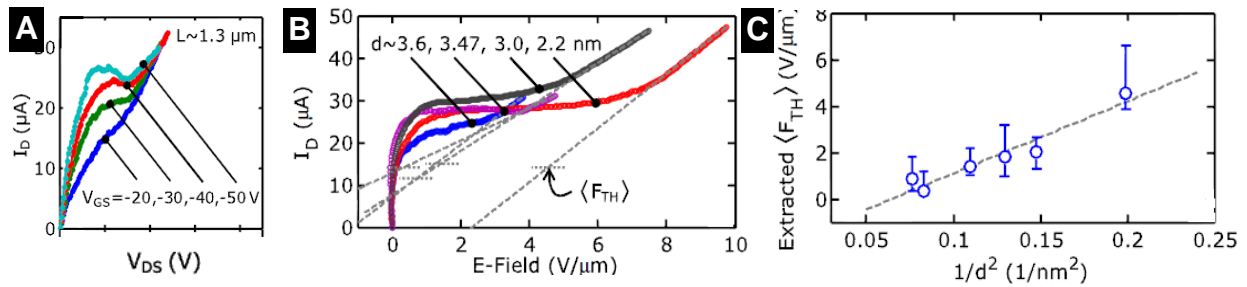 A
L~1.3 μm
30
20
10
0
I_D (μA)
V_GS=-20,-30,-40,-50 V
V_DS (V)
B
d~3.6, 3.47, 3.0, 2.2 nm
50
40
30
20
10
0
I_D (μA)
⟨F_TH⟩
0 2 4 6 8 10
E-Field (V/μm)
C
8
6
4
2
0
Extracted ⟨F_TH⟩ (V/μm)
0.05 0.1 0.15 0.2 0.25
1/d² (1/nm²)